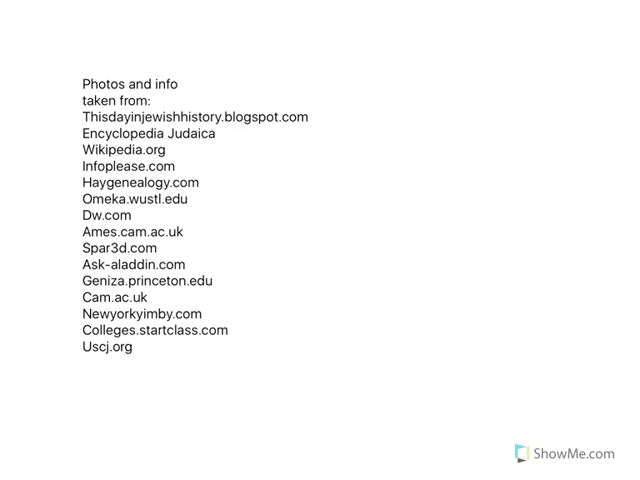 Photos and info
taken from:
Thisdayinjewishhistory.blogspot.com
Encyclopedia Judaica
Wikipedia.org
Infoplease.com
Haygenealogy.com
Omeka.wustl.edu
Dw.com
Ames.cam.ac.uk
Spar3d.com
Ask-aladdin.com
Geniza.princeton.edu
Cam.ac.uk
Newyorkyimby.com
Colleges.startclass.com
Uscj.org
ShowMe.com